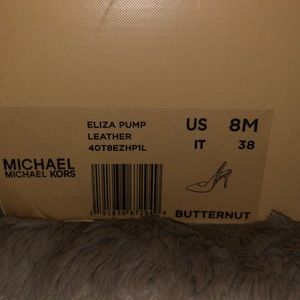 ELIZA PUMP
LEATHER
40T8EZHP1L
US 8M
IT 38
MICHAEL
MICHAEL KORS
BUTTERNUT